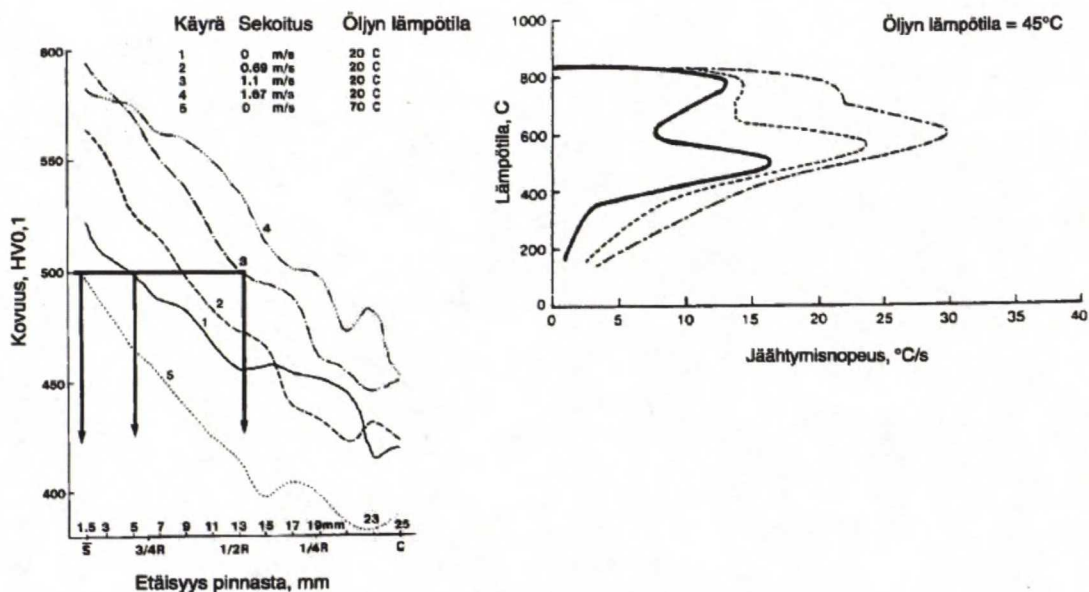 Käyrä Sekoitus Öljyn lämpötila
1 0 m/s 20 C
2 0.69 m/s 20 C
3 1.1 m/s 20 C
4 1.67 m/s 20 C
5 0 m/s 70 C
600
550
500
450
400
Kovuus, HV0,1
4
3
2
1
5
1.5 3 5 7 9 11 13 15 17 19mm 23 25
S 3/4R 1/2R 1/4R C
Etäisyys pinnasta, mm
Öljyn lämpötila = 45°C
1000
800
600
400
200
0
Lämpötila, C
0 5 10 15 20 25 30 35 40
Jäähtymisnopeus, °C/s